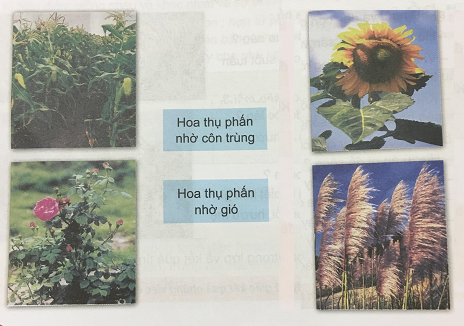 Hoa thụ phấn
nhờ côn trùng
Hoa thụ phấn
nhờ gió